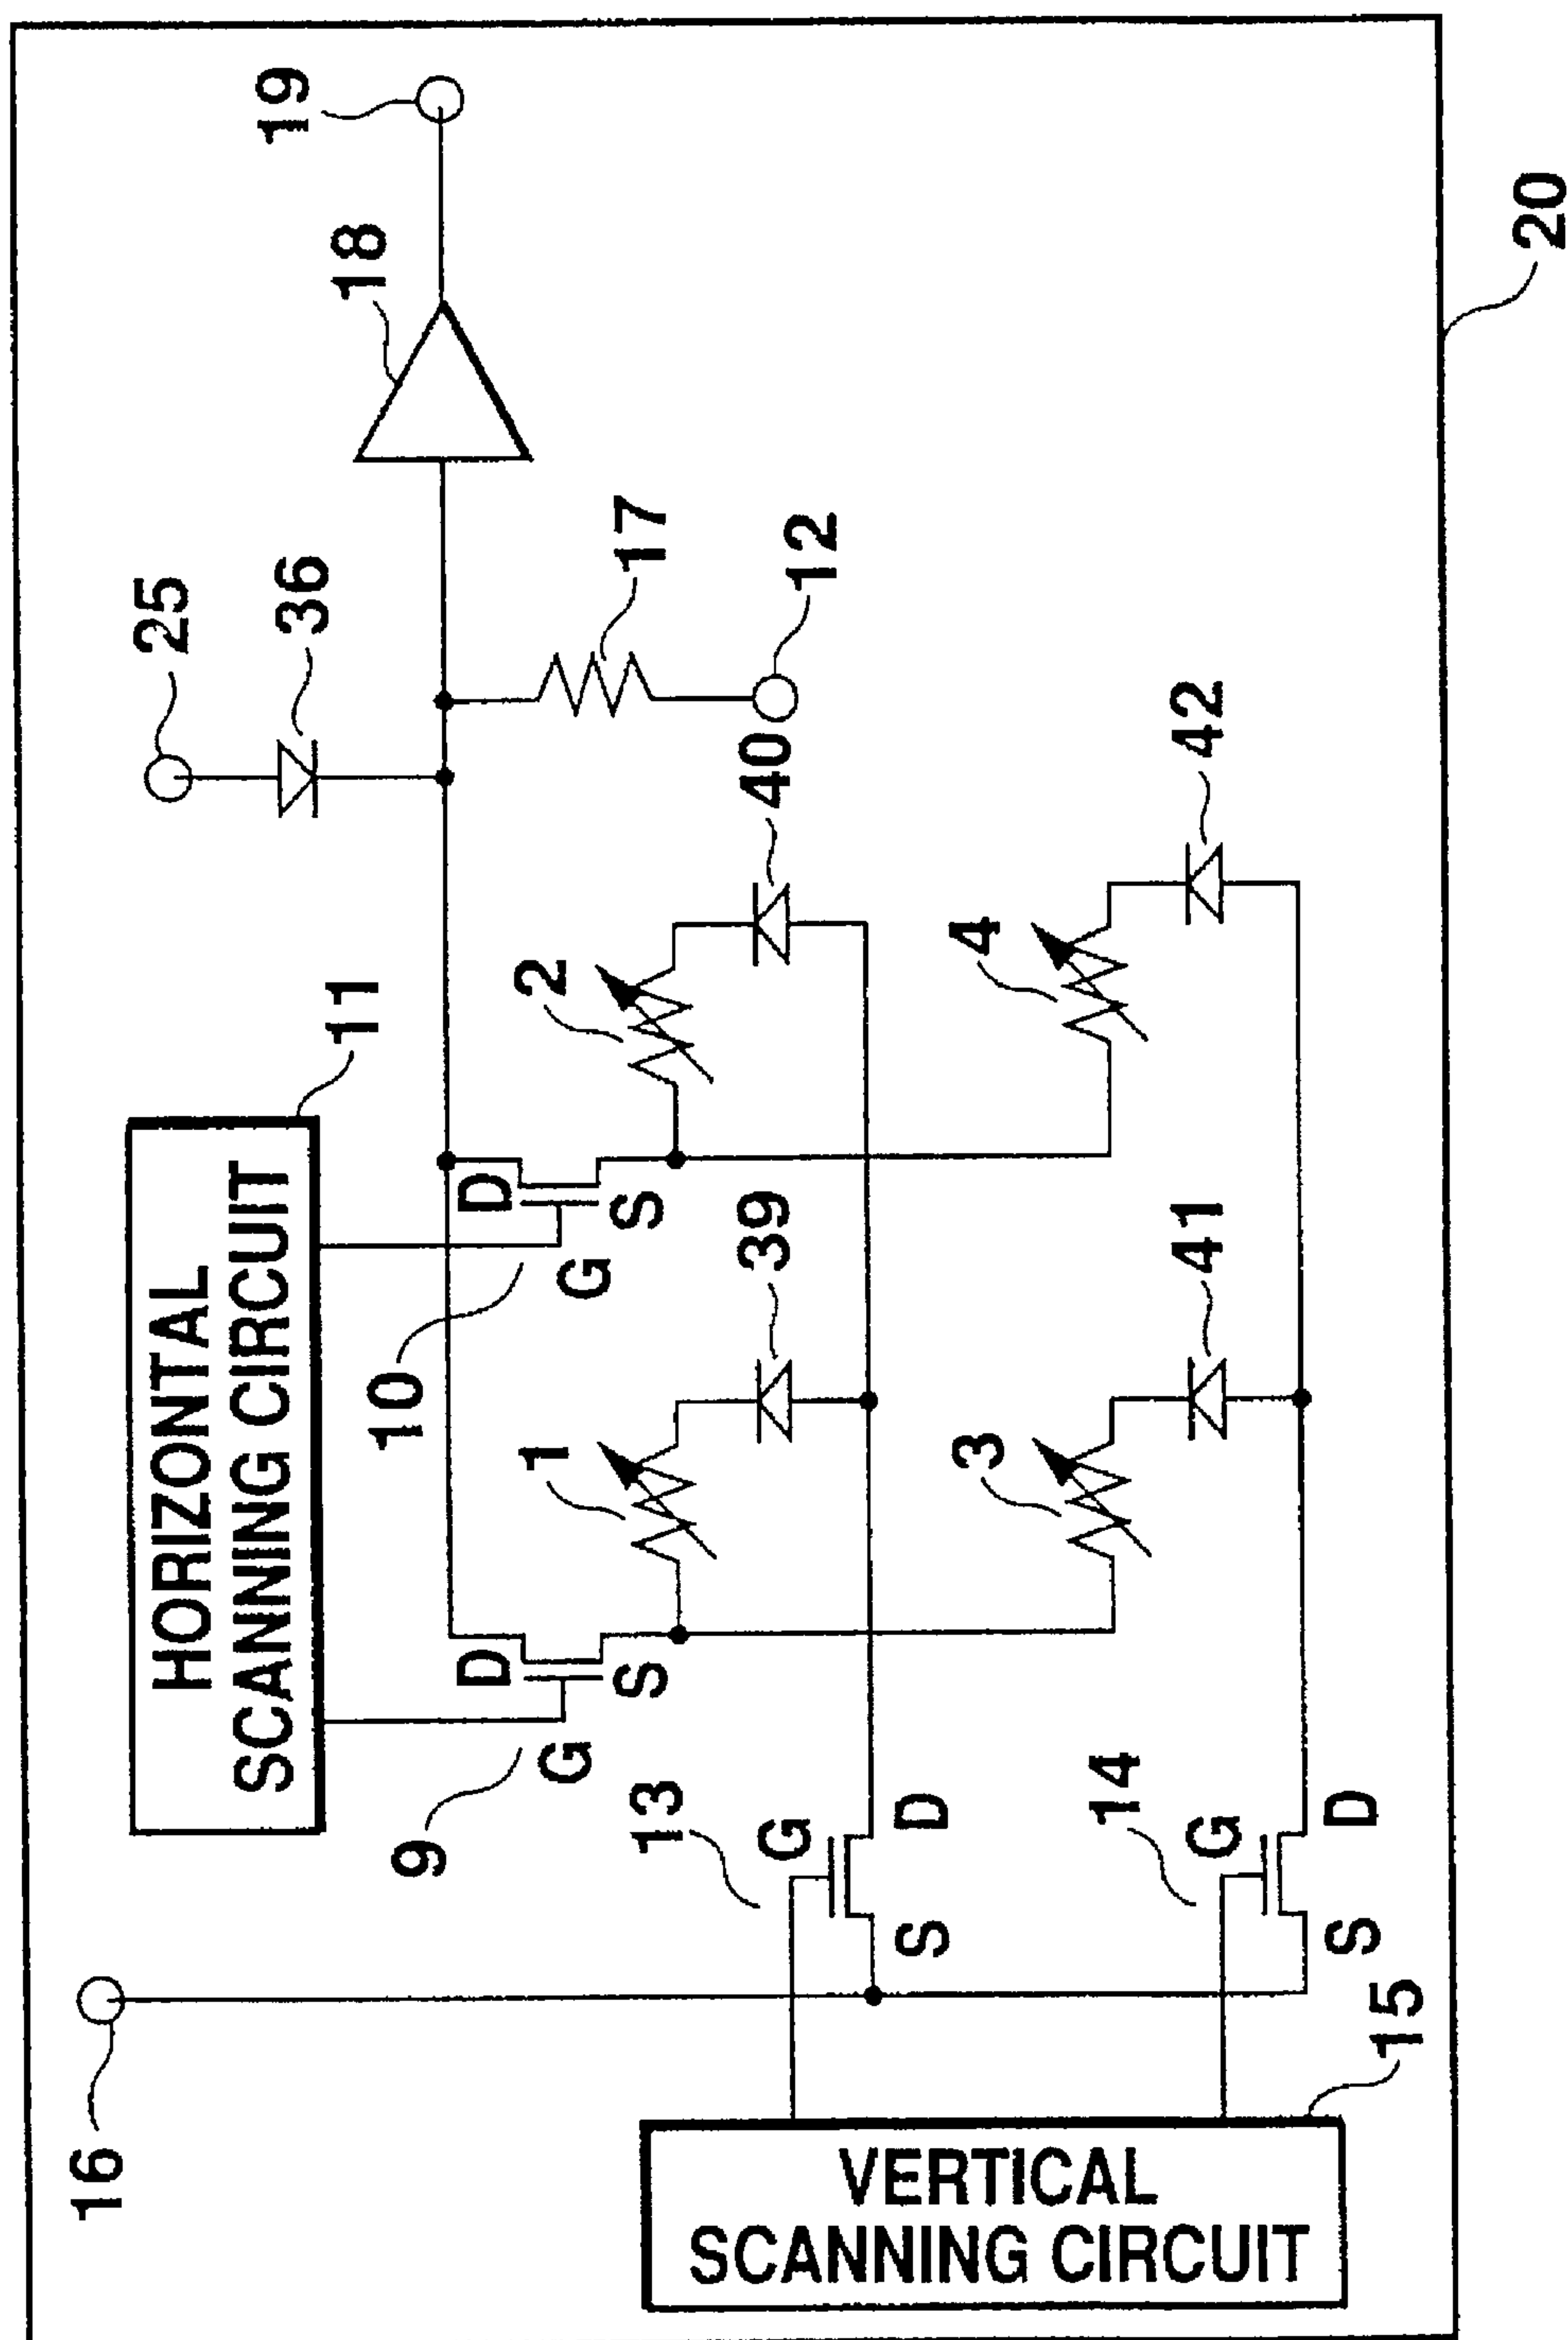 16
25
HORIZONTAL
SCANNING CIRCUIT
11
36
18
19
9
10
D
D
G
G
S
S
1
2
17
12
13
G
S
D
39
40
3
4
14
G
S
D
41
42
15
VERTICAL
SCANNING CIRCUIT
20